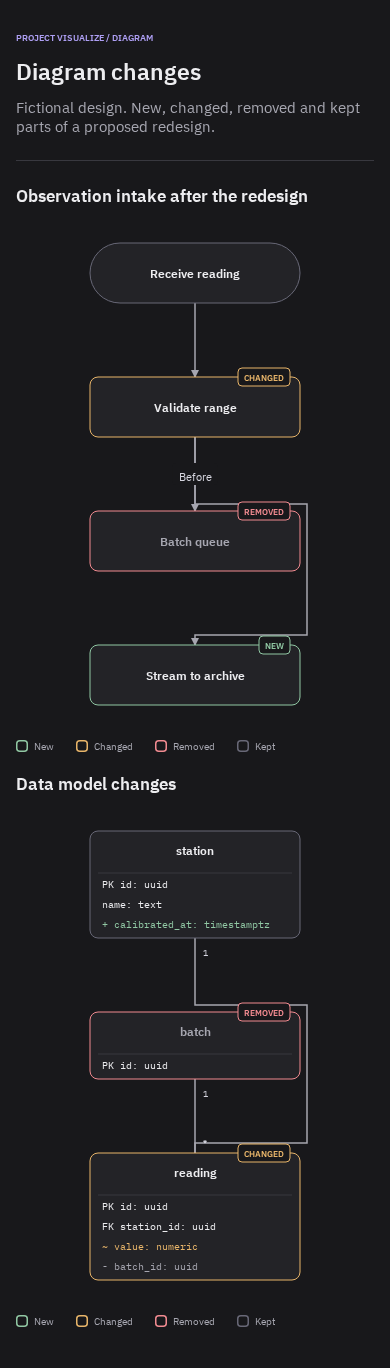 PROJECT VISUALIZE / DIAGRAM
Diagram changes
Fictional design. New, changed, removed and kept
parts of a proposed redesign.
Observation intake after the redesign
Receive reading
CHANGED
Validate range
Before
REMOVED
Batch queue
NEW
Stream to archive
New Changed Removed Kept
Data model changes
station
PK id: uuid
name: text
+ calibrated_at: timestamptz
1
REMOVED
batch
PK id: uuid
1
*
CHANGED
reading
PK id: uuid
FK station_id: uuid
~ value: numeric
- batch_id: uuid
New Changed Removed Kept